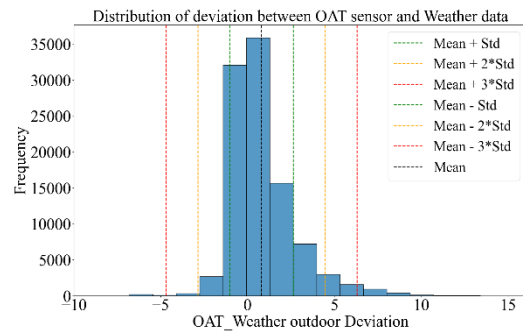 Distribution of deviation between OAT sensor and Weather data
35000
30000
25000
20000
15000
10000
5000
0
Frequency
Mean + Std
Mean + 2*Std
Mean + 3*Std
Mean - Std
Mean - 2*Std
Mean - 3*Std
Mean
−10
−5
0
5
10
15
OAT_Weather outdoor Deviation